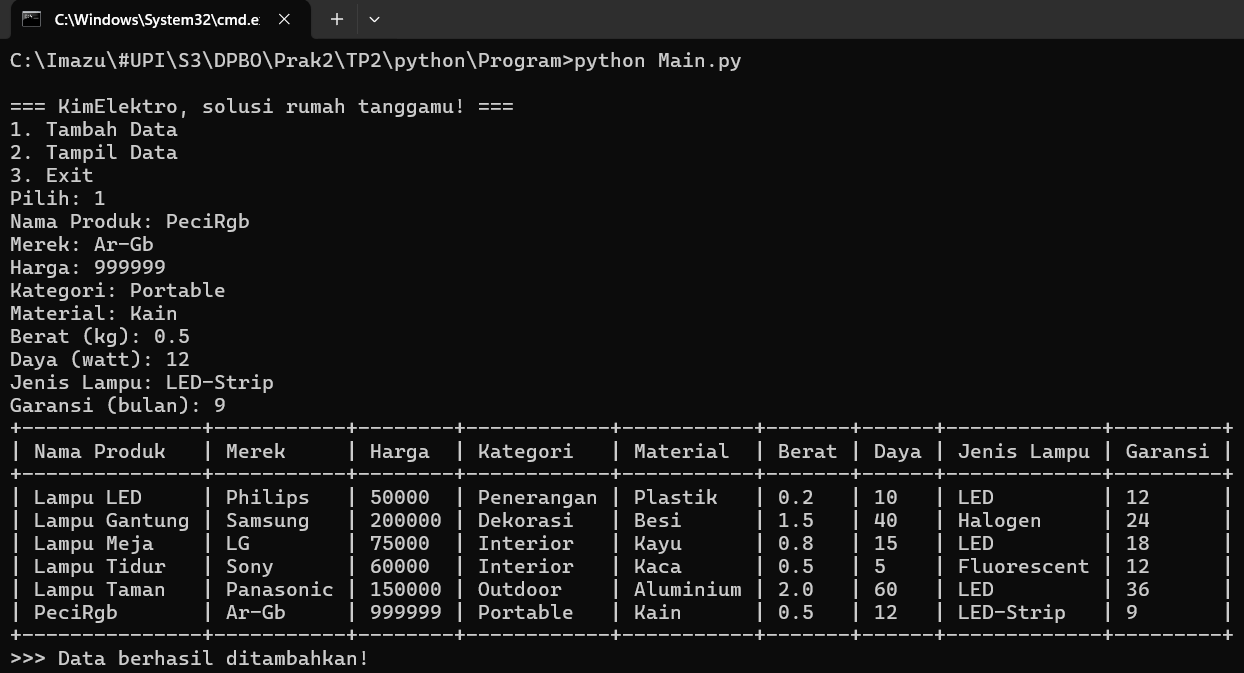 C:\Windows\System32\cmd.e
C:\Imazu\#UPI\S3\DPBO\Prak2\TP2\python\Program>python Main.py
=== KimElektro, solusi rumah tanggamu! ===
1. Tambah Data
2. Tampil Data
3. Exit
Pilih: 1
Nama Produk: PeciRgb
Merek: Ar-Gb
Harga: 999999
Kategori: Portable
Material: Kain
Berat (kg): 0.5
Daya (watt): 12
Jenis Lampu: LED-Strip
Garansi (bulan): 9
+---------------+-----------+--------+------------+-----------+-------+------+-------------+---------+
| Nama Produk   | Merek     | Harga  | Kategori   | Material  | Berat | Daya | Jenis Lampu | Garansi |
+---------------+-----------+--------+------------+-----------+-------+------+-------------+---------+
| Lampu LED     | Philips   | 50000  | Penerangan | Plastik   | 0.2   | 10   | LED         | 12      |
| Lampu Gantung | Samsung   | 200000 | Dekorasi   | Besi      | 1.5   | 40   | Halogen     | 24      |
| Lampu Meja    | LG        | 75000  | Interior   | Kayu      | 0.8   | 15   | LED         | 18      |
| Lampu Tidur   | Sony      | 60000  | Interior   | Kaca      | 0.5   | 5    | Fluorescent | 12      |
| Lampu Taman   | Panasonic | 150000 | Outdoor    | Aluminium | 2.0   | 60   | LED         | 36      |
| PeciRgb       | Ar-Gb     | 999999 | Portable   | Kain      | 0.5   | 12   | LED-Strip   | 9       |
+---------------+-----------+--------+------------+-----------+-------+------+-------------+---------+
>>> Data berhasil ditambahkan!